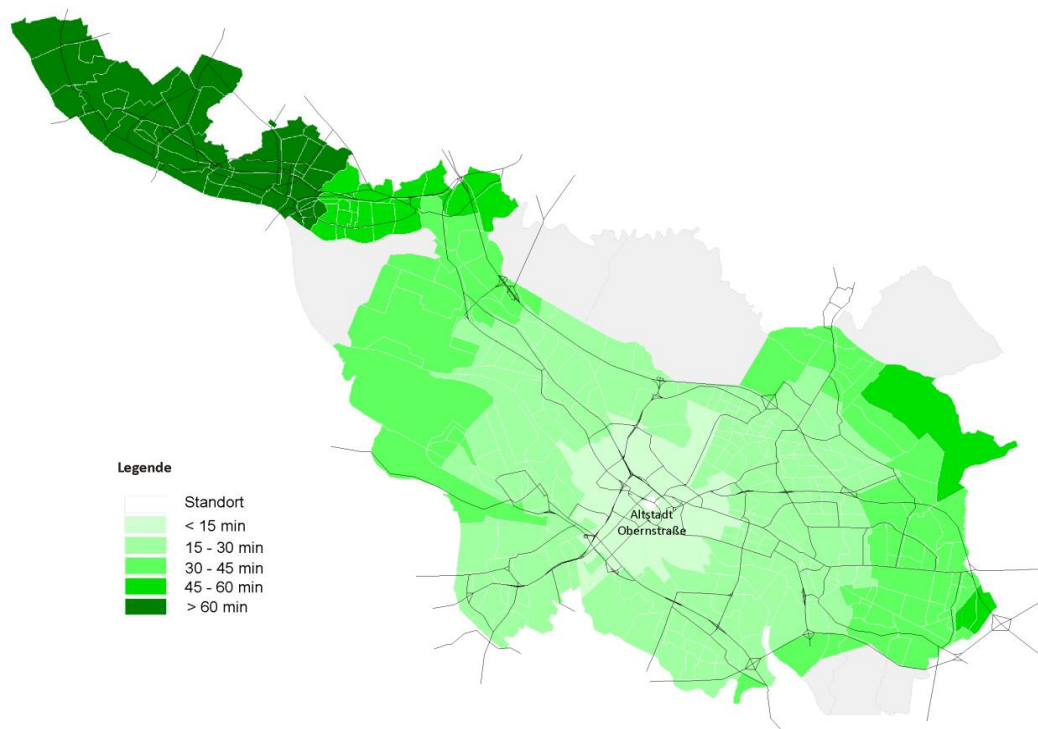 Altstadt
Obernstraße
Legende
Standort
< 15 min
15 - 30 min
30 - 45 min
45 - 60 min
> 60 min